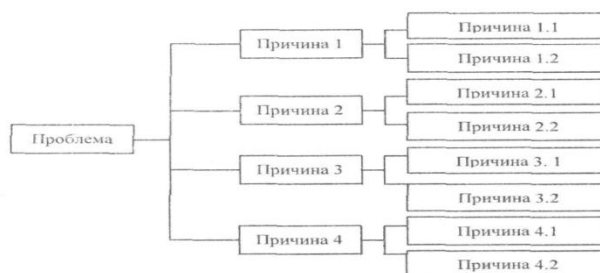 Причина 1.1
Причина 1
Причина 1.2
Причина 2.1
Причина 2
Причина 2.2
Проблема
Причина 3. 1
Причина 3
Причина 3.2
Причина 4.1
Причина 4
Причина 4.2